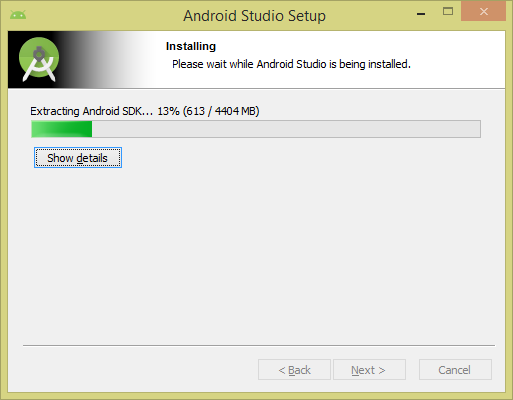 Android Studio Setup
Installing
Please wait while Android Studio is being installed.
Extracting Android SDK... 13% (613 / 4404 MB)
Show details
< Back
Next >
Cancel